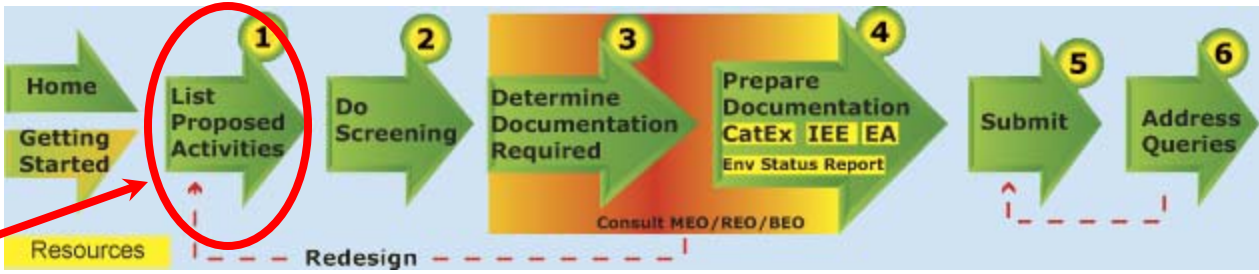 Home
Getting
Started
Resources
1
List
Proposed
Activities
2
Do
Screening
3
Determine
Documentation
Required
4
Prepare
Documentation
CatEx IEE EA
Env Status Report
Consult MEO/REO/BEO
5
Submit
6
Address
Queries
Redesign